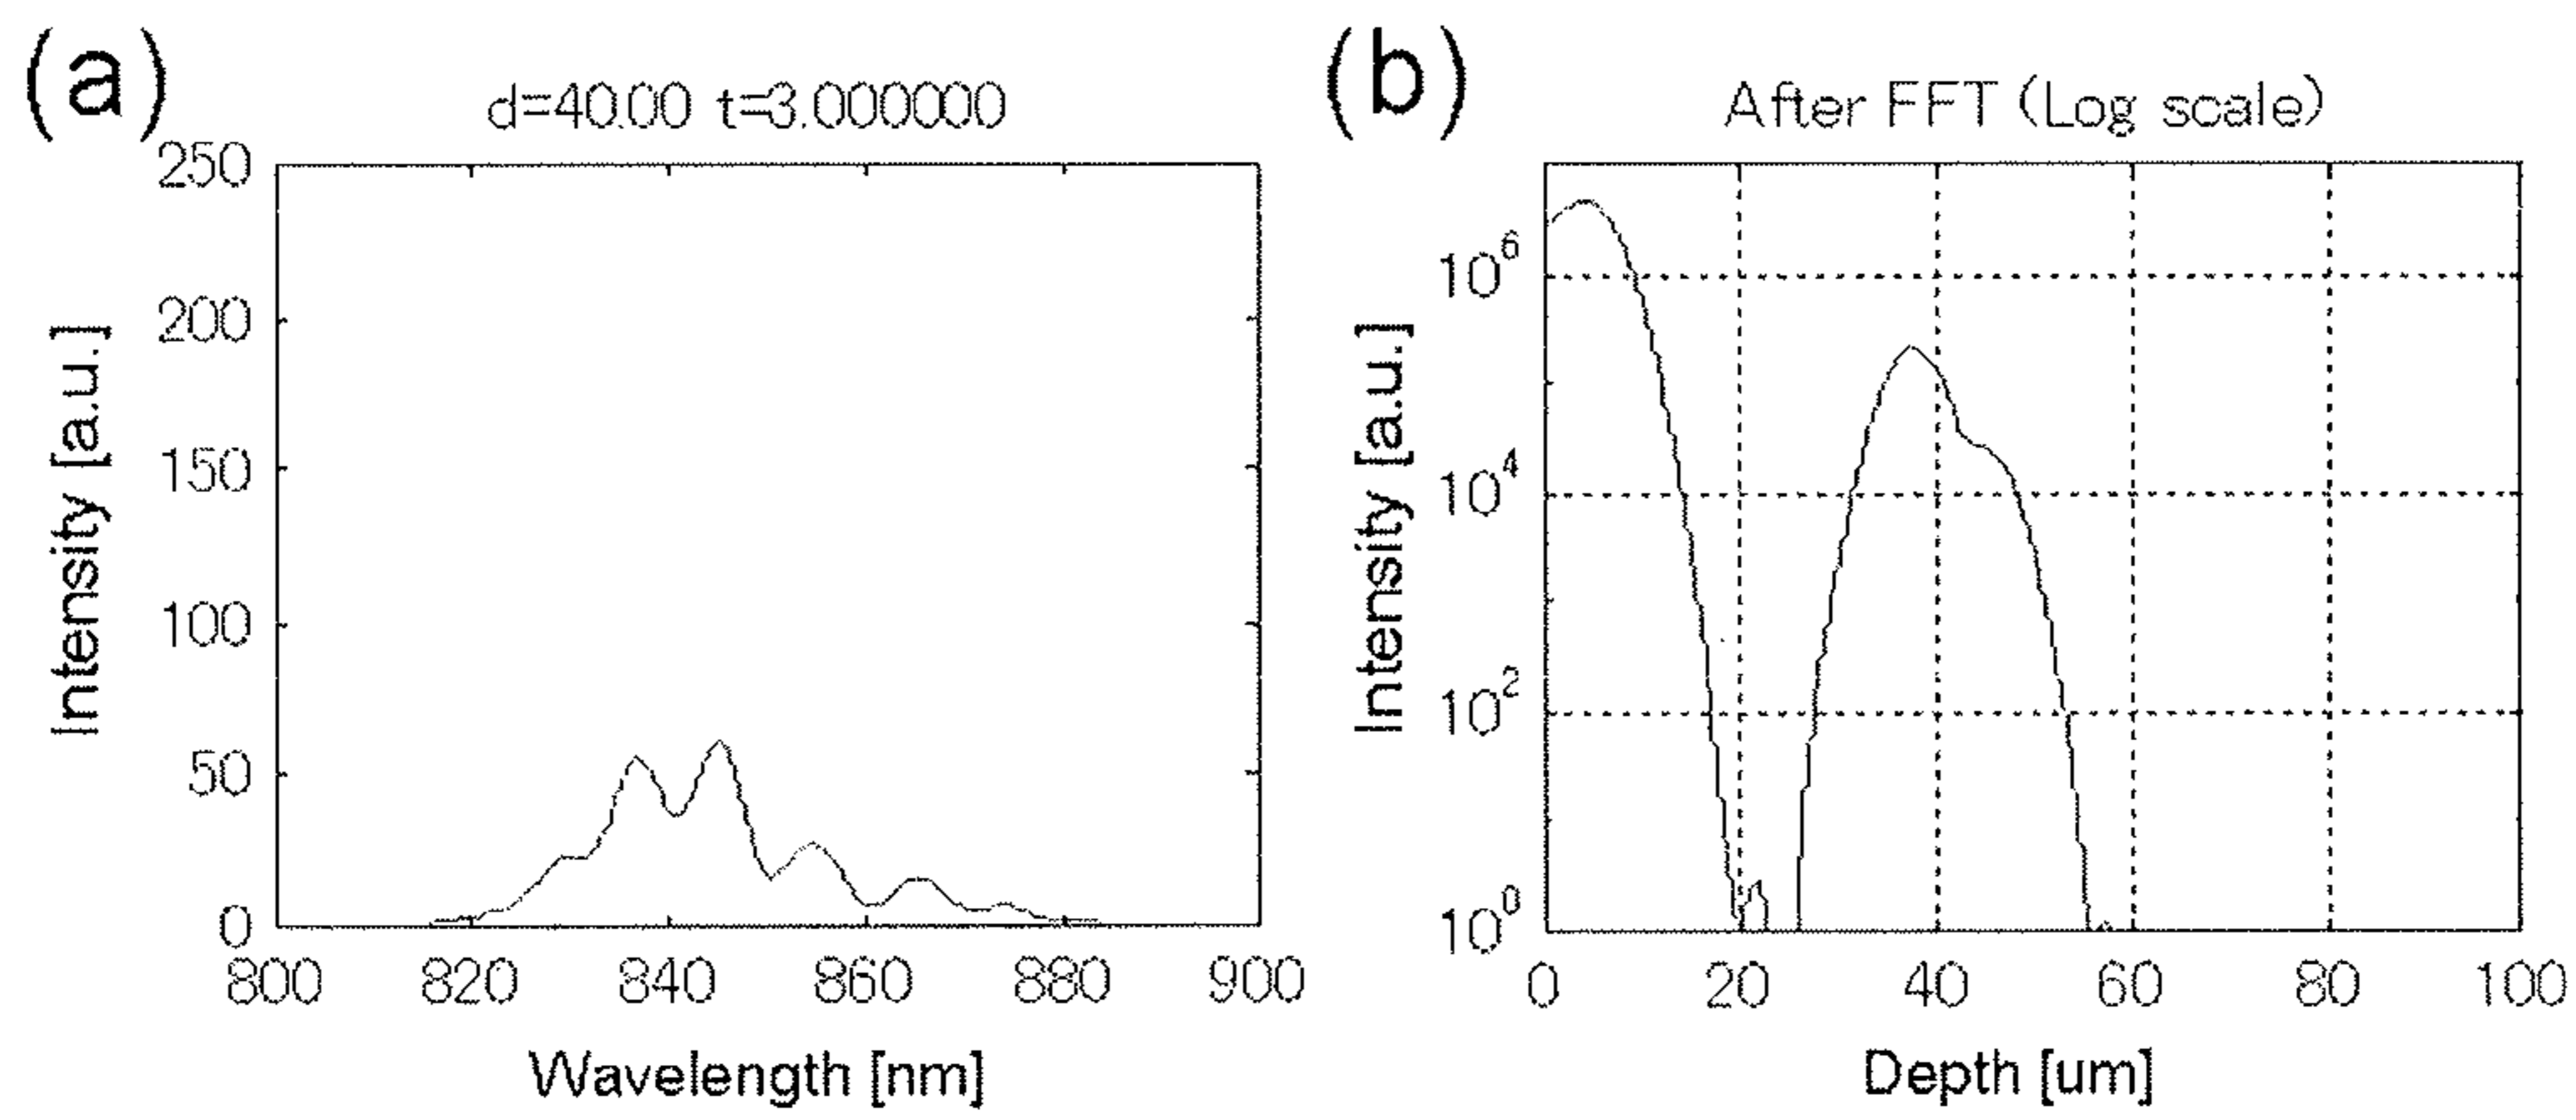 (a)
d=40.00 t=3.000000
250
200
150
100
50
0
Intensity [a.u.]
800 820 840 860 880 900
Wavelength [nm]
(b)
After FFT (Log scale)
10^6
10^4
10^2
10^0
Intensity [a.u.]
0 20 40 60 80 100
Depth [um]